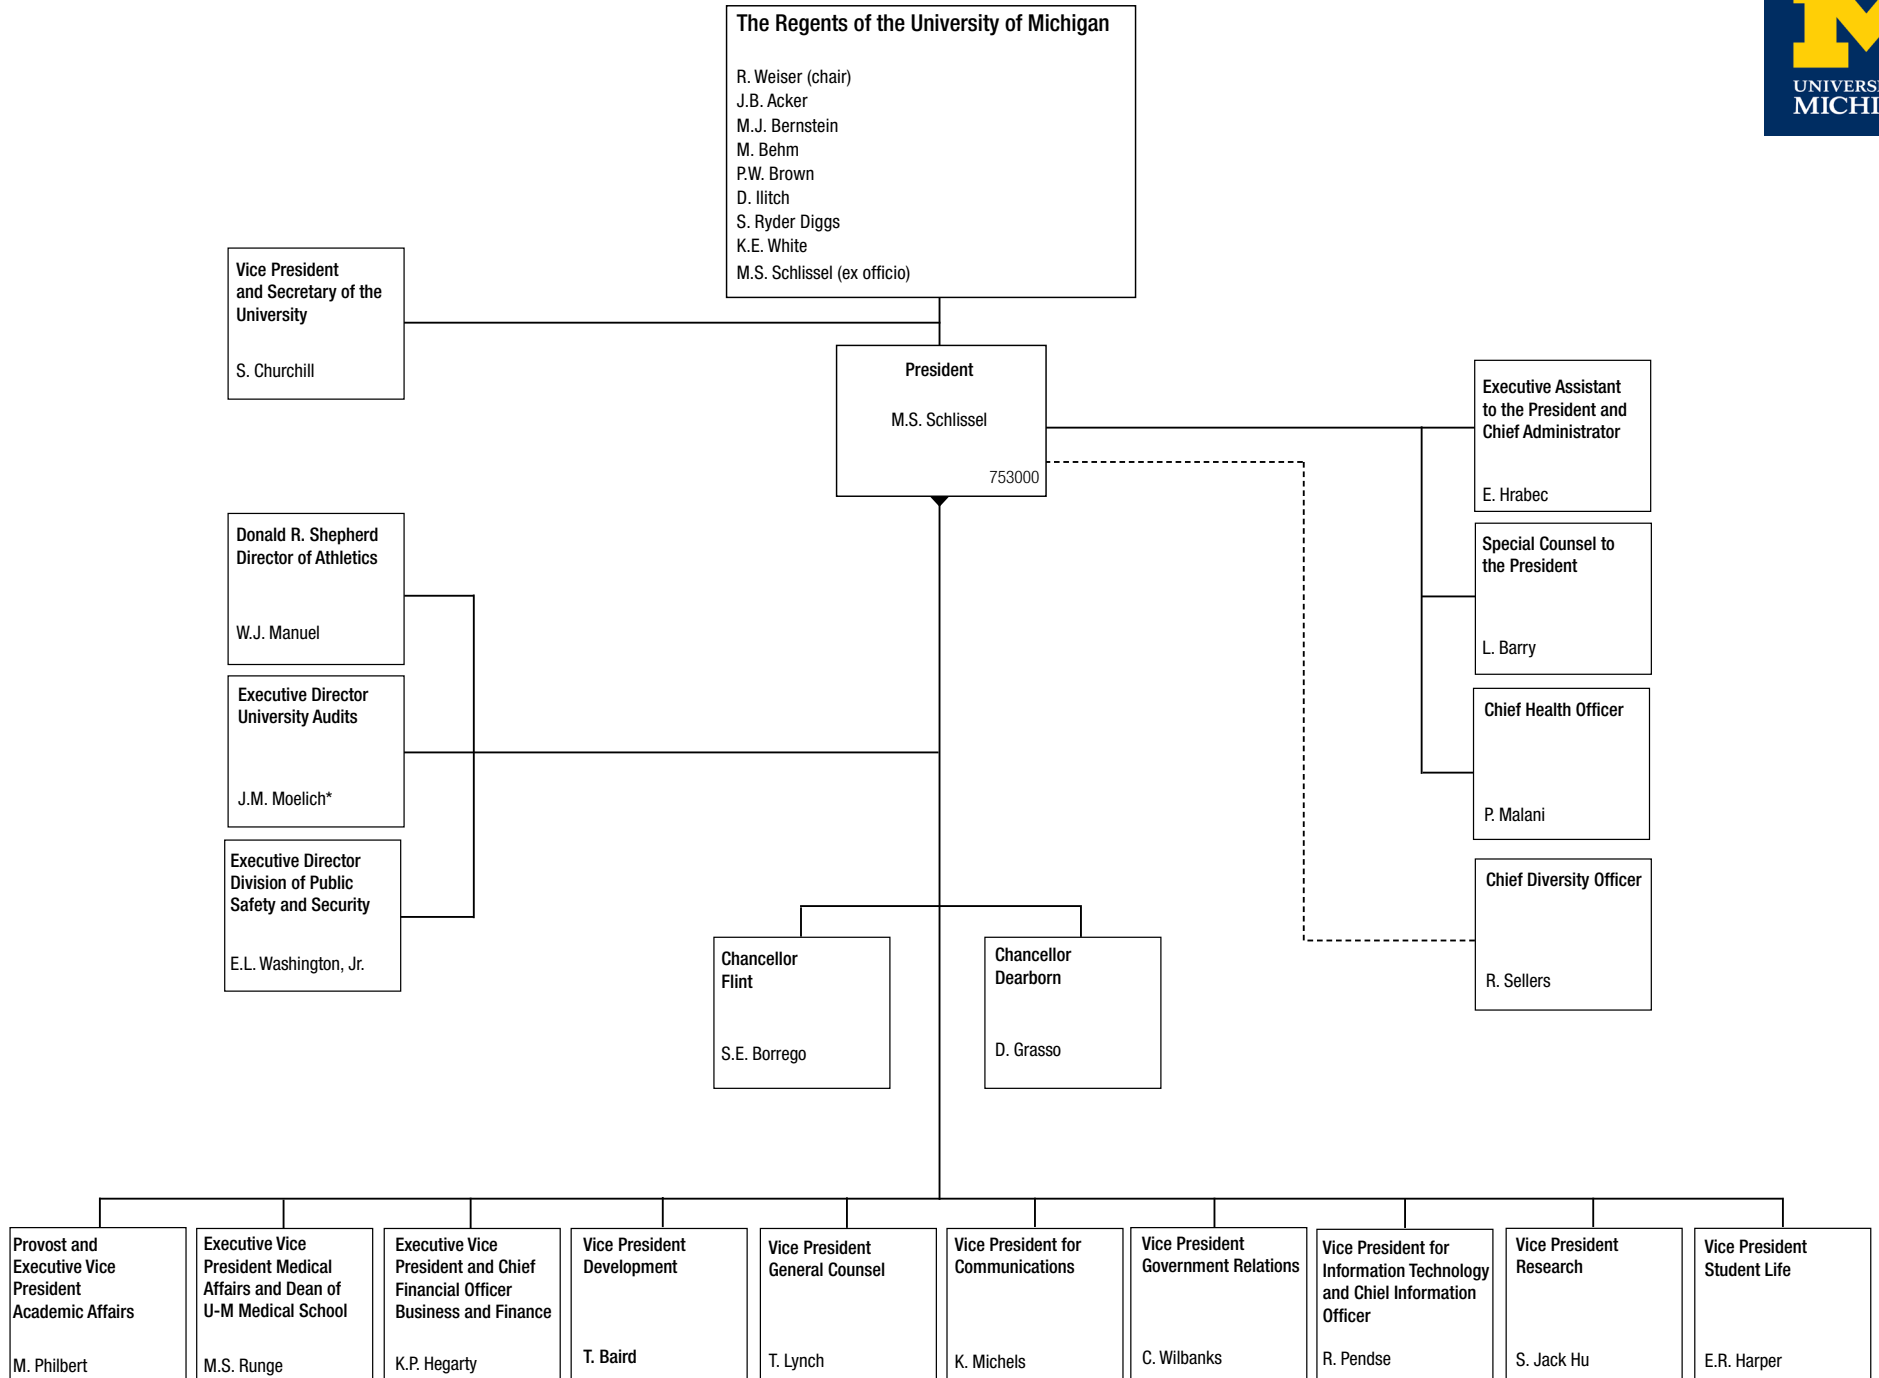 The Regents of the University of Michigan
R. Weiser (chair)
J.B. Acker
M.J. Bernstein
M. Behm
P.W. Brown
D. Ilitch
S. Ryder Diggs
K.E. White
M.S. Schlissel (ex officio)
Vice President
and Secretary of the
University
S. Churchill
President
M.S. Schlissel
753000
Executive Assistant
to the President and
Chief Administrator
E. Hrabec
Special Counsel to
the President
L. Barry
Chief Health Officer
P. Malani
Chief Diversity Officer
R. Sellers
Donald R. Shepherd
Director of Athletics
W.J. Manuel
Executive Director
University Audits
J.M. Moelich*
Executive Director
Division of Public
Safety and Security
E.L. Washington, Jr.
Chancellor
Flint
S.E. Borrego
Chancellor
Dearborn
D. Grasso
Provost and
Executive Vice
President
Academic Affairs
M. Philbert
Executive Vice
President Medical
Affairs and Dean of
U-M Medical School
M.S. Runge
Executive Vice
President and Chief
Financial Officer
Business and Finance
K.P. Hegarty
Vice President
Development
T. Baird
Vice President
General Counsel
T. Lynch
Vice President for
Communications
K. Michels
Vice President
Government Relations
C. Wilbanks
Vice President for
Information Technology
and Chiel Information
Officer
R. Pendse
Vice President
Research
S. Jack Hu
Vice President
Student Life
E.R. Harper